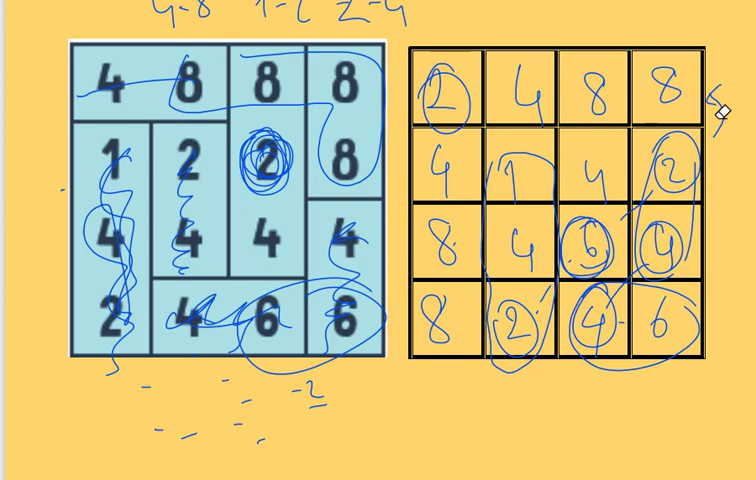 4-8 1-2 2-4
4 8 8 8 2 4 8 8
1 2 2 8 4 1 4 2
4 4 4 4 8 4 6 4
2 4 6 6 8 2 4 6
-2